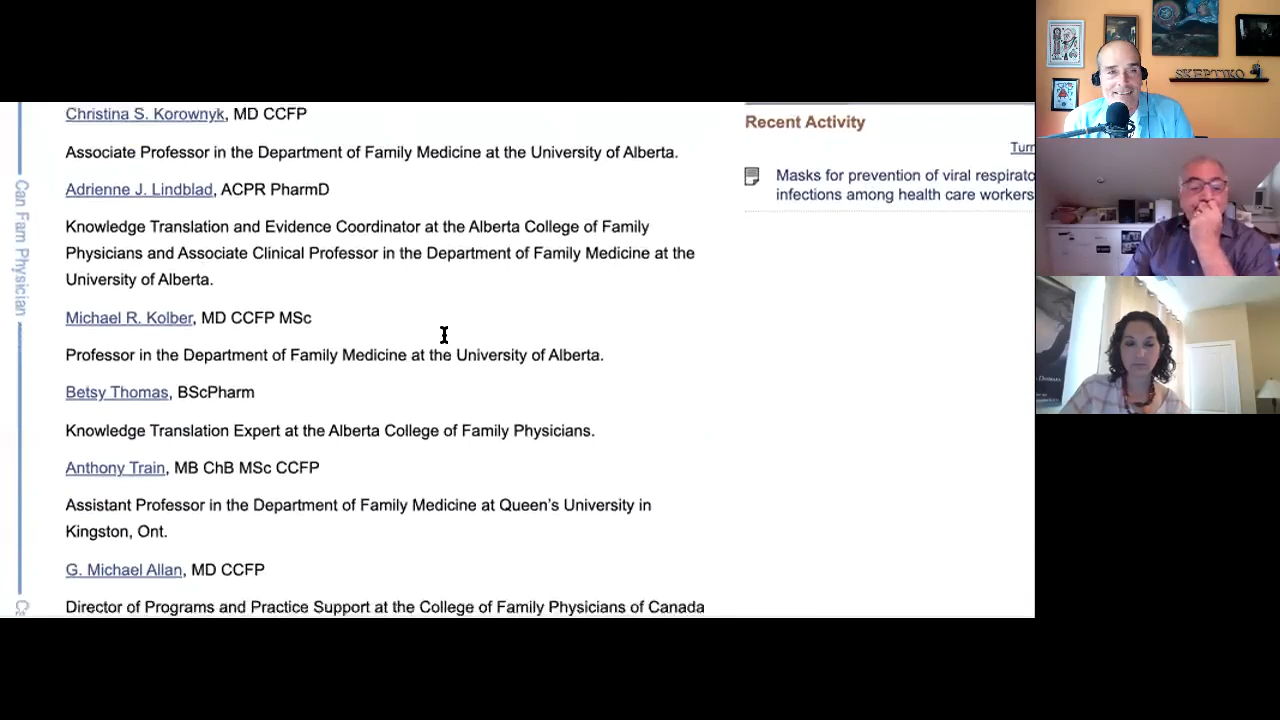 Christina S. Korownyk, MD CCFP
Associate Professor in the Department of Family Medicine at the University of Alberta.
Adrienne J. Lindblad, ACPR PharmD
Knowledge Translation and Evidence Coordinator at the Alberta College of Family
Physicians and Associate Clinical Professor in the Department of Family Medicine at the
University of Alberta.
Michael R. Kolber, MD CCFP MSc
Professor in the Department of Family Medicine at the University of Alberta.
Betsy Thomas, BScPharm
Knowledge Translation Expert at the Alberta College of Family Physicians.
Anthony Train, MB ChB MSc CCFP
Assistant Professor in the Department of Family Medicine at Queen’s University in
Kingston, Ont.
G. Michael Allan, MD CCFP
Director of Programs and Practice Support at the College of Family Physicians of Canada
Can Fam Physician
Recent Activity
Turn
Masks for prevention of viral respirato
infections among health care workers
SKEPTIKO